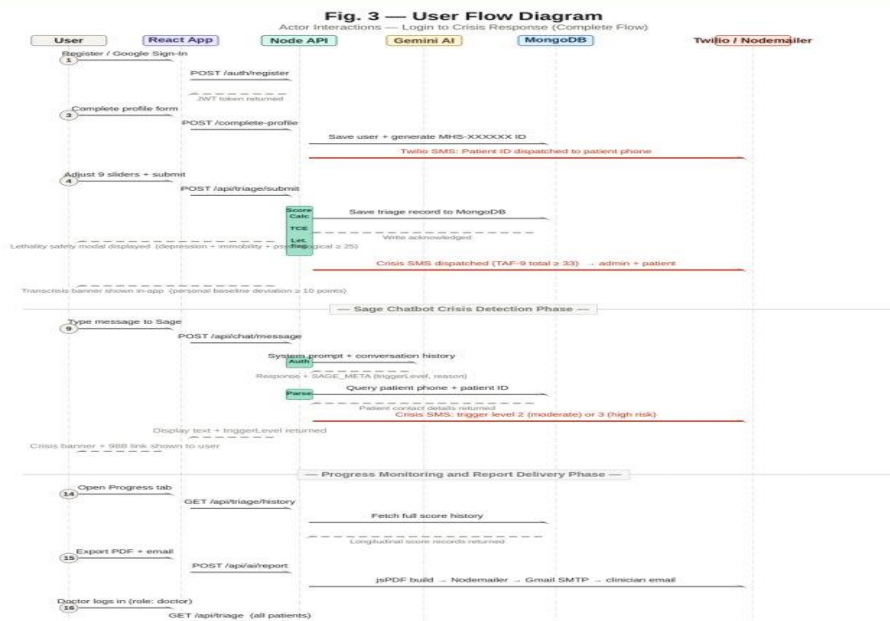 Fig. 3 — User Flow Diagram
Actor Interactions — Login to Crisis Response (Complete Flow)
User React App Node API Gemini AI MongoDB Twilio / Nodemailer
Register / Google Sign-In
1
POST /auth/register
JWT token returned
3
Complete profile form
POST /complete-profile
Save user + generate MHS-XXXXXX ID
Twilio SMS: Patient ID dispatched to patient phone
Adjust 9 sliders + submit
4
POST /api/triage/submit
Score
Calc
Save triage record to MongoDB
TCE
Write acknowledged
Let.
Lethality safety modal displayed (depression + immobility + psychological ≥ 25)
Crisis SMS dispatched (TAF-9 total ≥ 33) → admin + patient
Transcrisis banner shown in-app (personal baseline deviation ≥ 10 points)
— Sage Chatbot Crisis Detection Phase —
Type message to Sage
9
POST /api/chat/message
System prompt + conversation history
Auth
Response + SAGE_META (triggerLevel, reason)
Query patient phone + patient ID
Parse
Patient contact details returned
Crisis SMS: trigger level 2 (moderate) or 3 (high risk)
Display text + triggerLevel returned
Crisis banner + 988 link shown to user
— Progress Monitoring and Report Delivery Phase —
Open Progress tab
14
GET /api/triage/history
Fetch full score history
Longitudinal score records returned
Export PDF + email
15
POST /api/ai/report
jsPDF build → Nodemailer → Gmail SMTP → clinician email
Doctor logs in (role: doctor)
16
GET /api/triage (all patients)